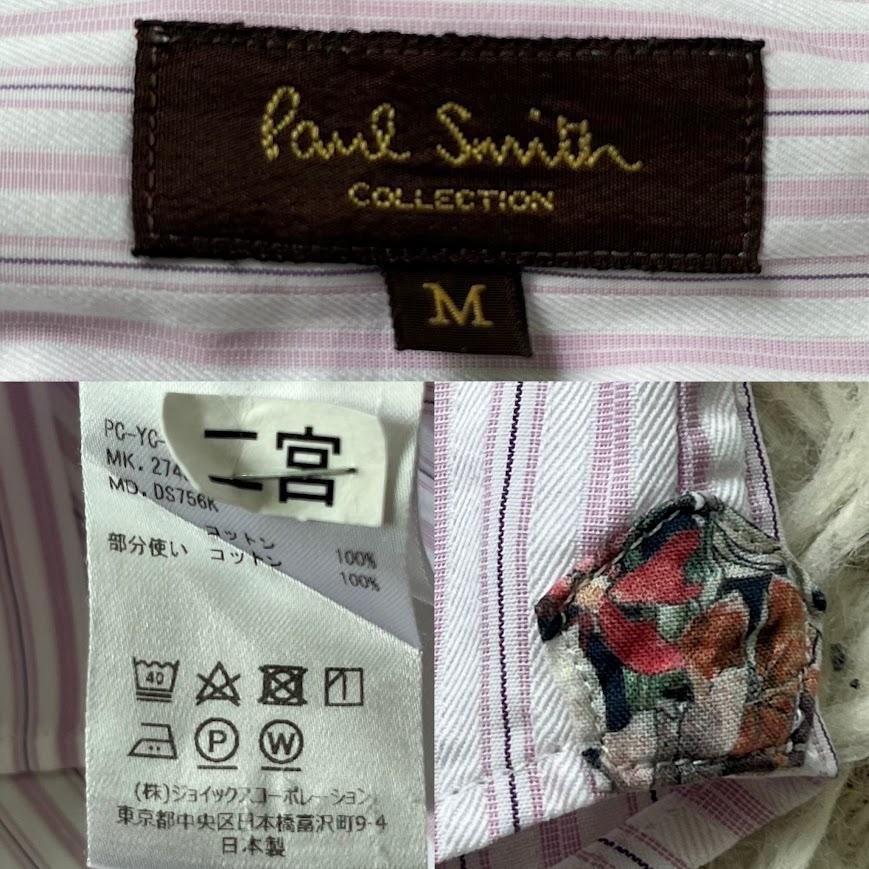 Paul Smith
COLLECTION
M
PC-YC-
二宮
MK. 274
MD. DS756K
コットン 100%
部分使い コットン 100%
40
P
W
(株)ジョイックスコーポレーション
東京都中央区日本橋富沢町9-4
日本製